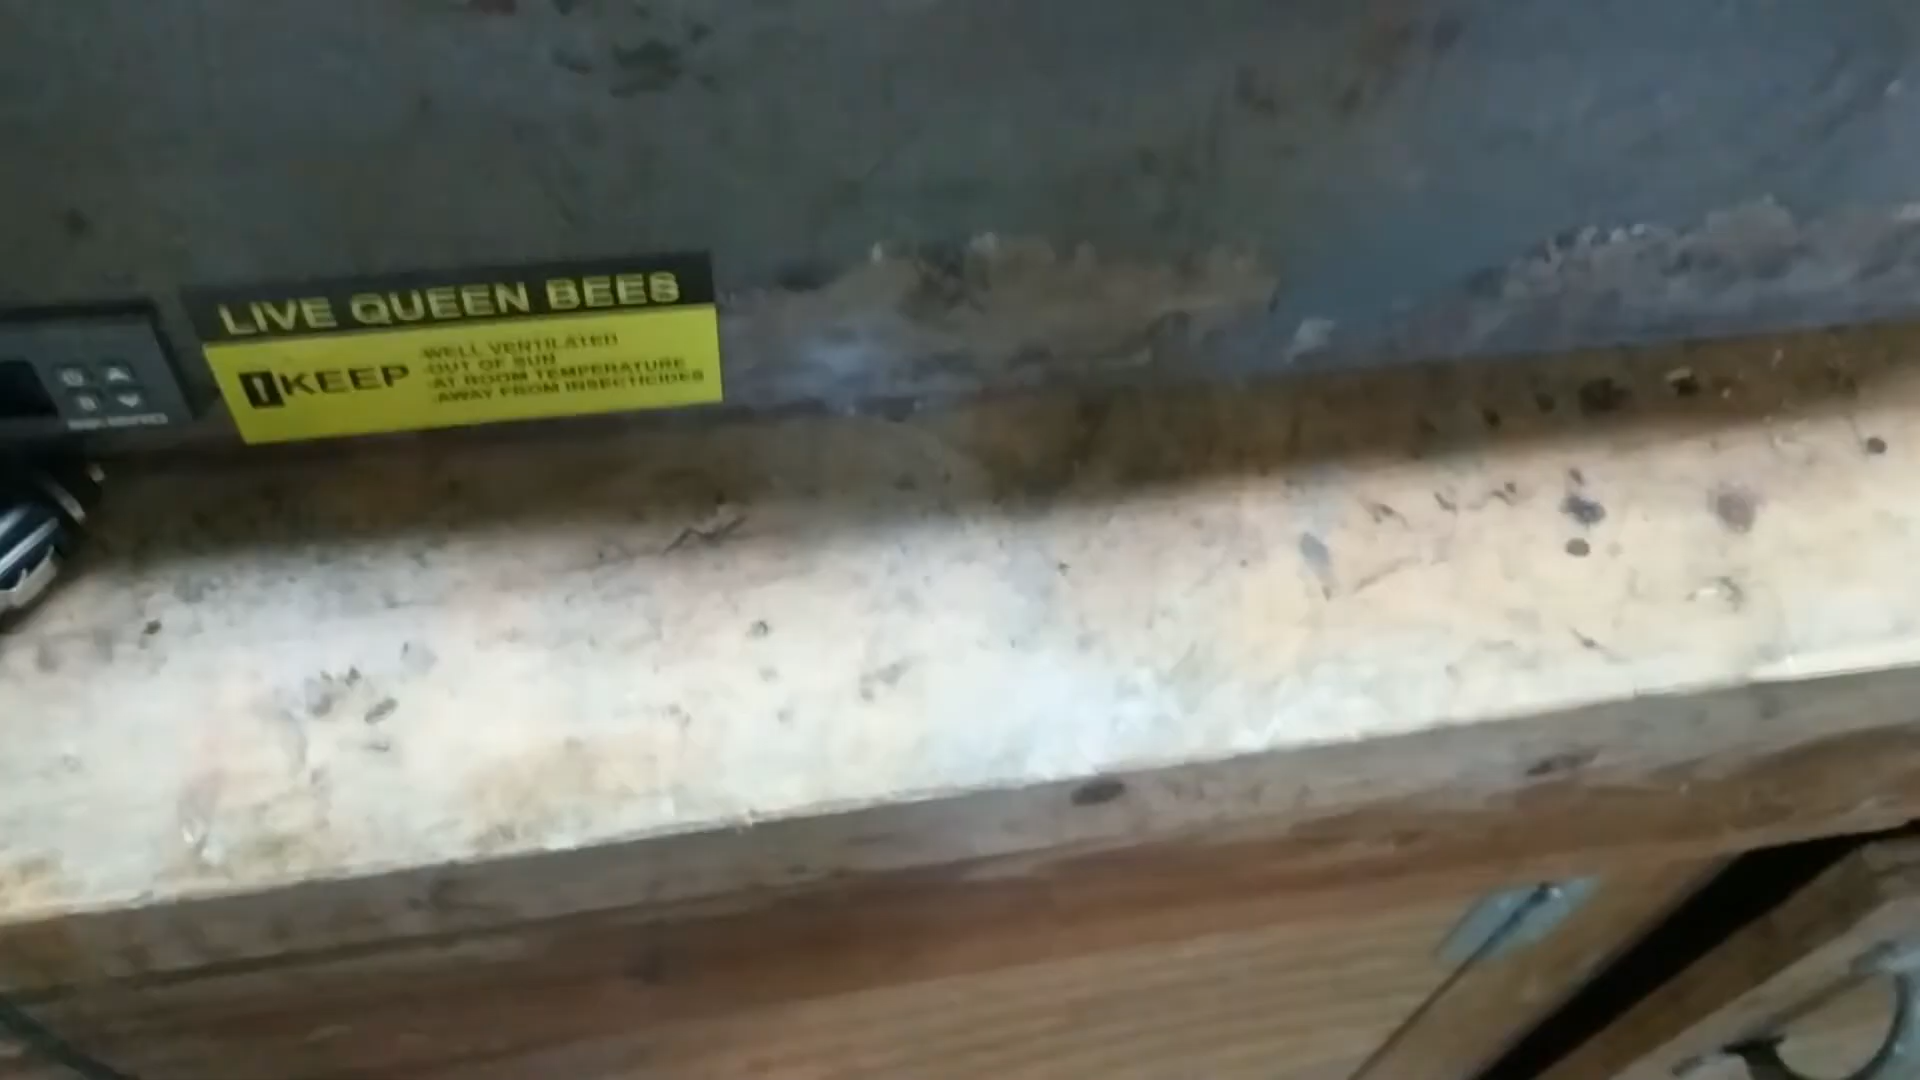 LIVE QUEEN BEES
! KEEP
-WELL VENTILATED
-OUT OF SUN
-AT ROOM TEMPERATURE
-AWAY FROM INSECTICIDES